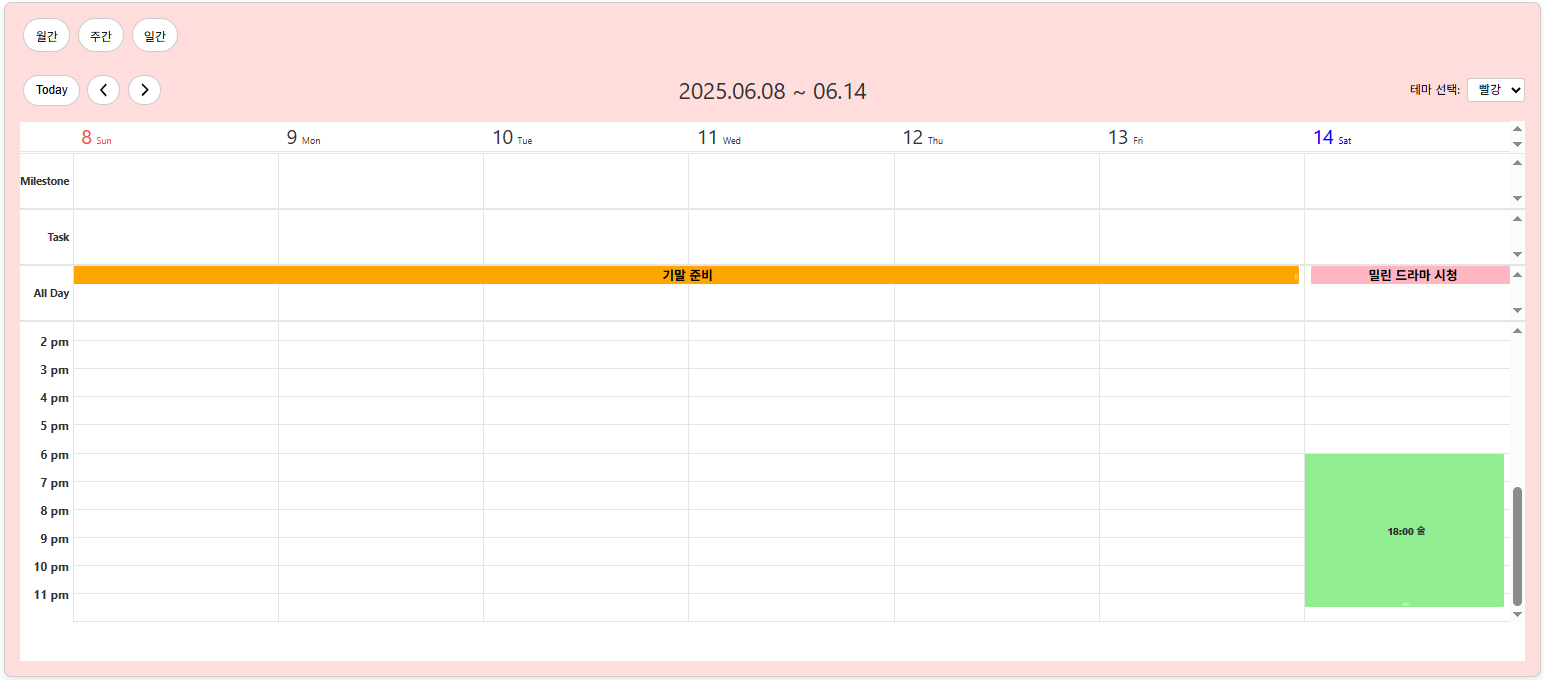 월간 주간 일간
Today 2025.06.08 ~ 06.14 테마 선택: 빨강
8 Sun 9 Mon 10 Tue 11 Wed 12 Thu 13 Fri 14 Sat
Milestone
Task
기말 준비 밀린 드라마 시청
All Day
2 pm
3 pm
4 pm
5 pm
6 pm
7 pm
8 pm
18:00 술
9 pm
10 pm
11 pm